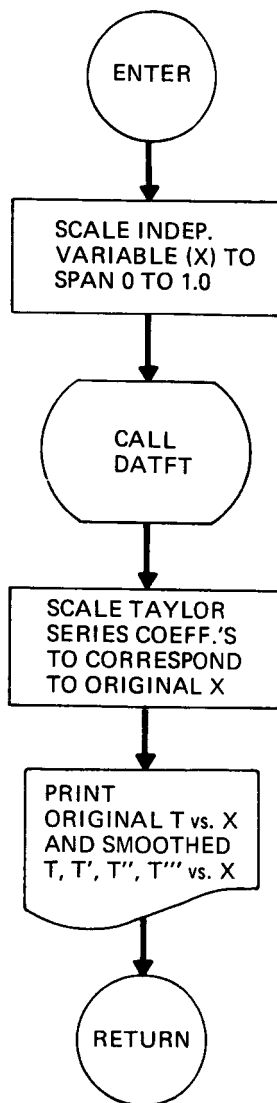 ENTER
SCALE INDEP.
VARIABLE (X) TO
SPAN 0 TO 1.0
CALL
DATFT
SCALE TAYLOR
SERIES COEFF.'S
TO CORRESPOND
TO ORIGINAL X
PRINT
ORIGINAL T vs. X
AND SMOOTHED
T, T', T'', T''' vs. X
RETURN